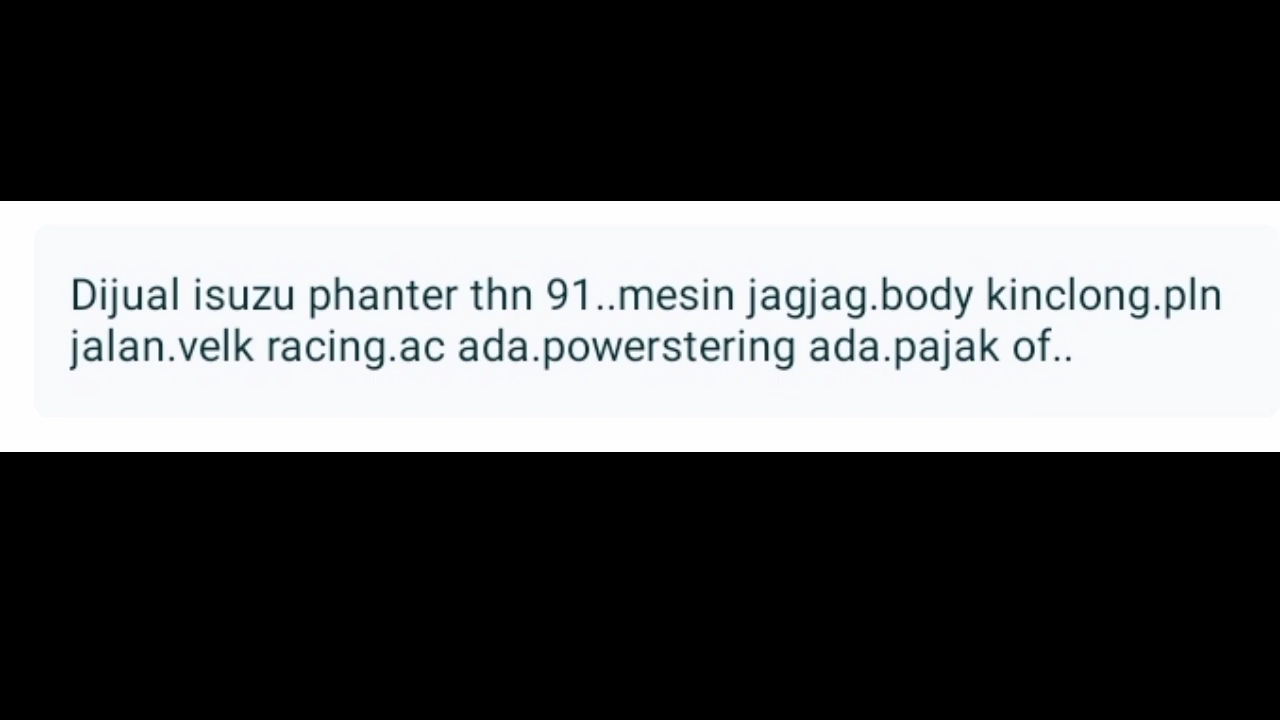 Dijual isuzu phanter thn 91..mesin jagjag.body kinclong.pln
jalan.velk racing.ac ada.powerstering ada.pajak of..